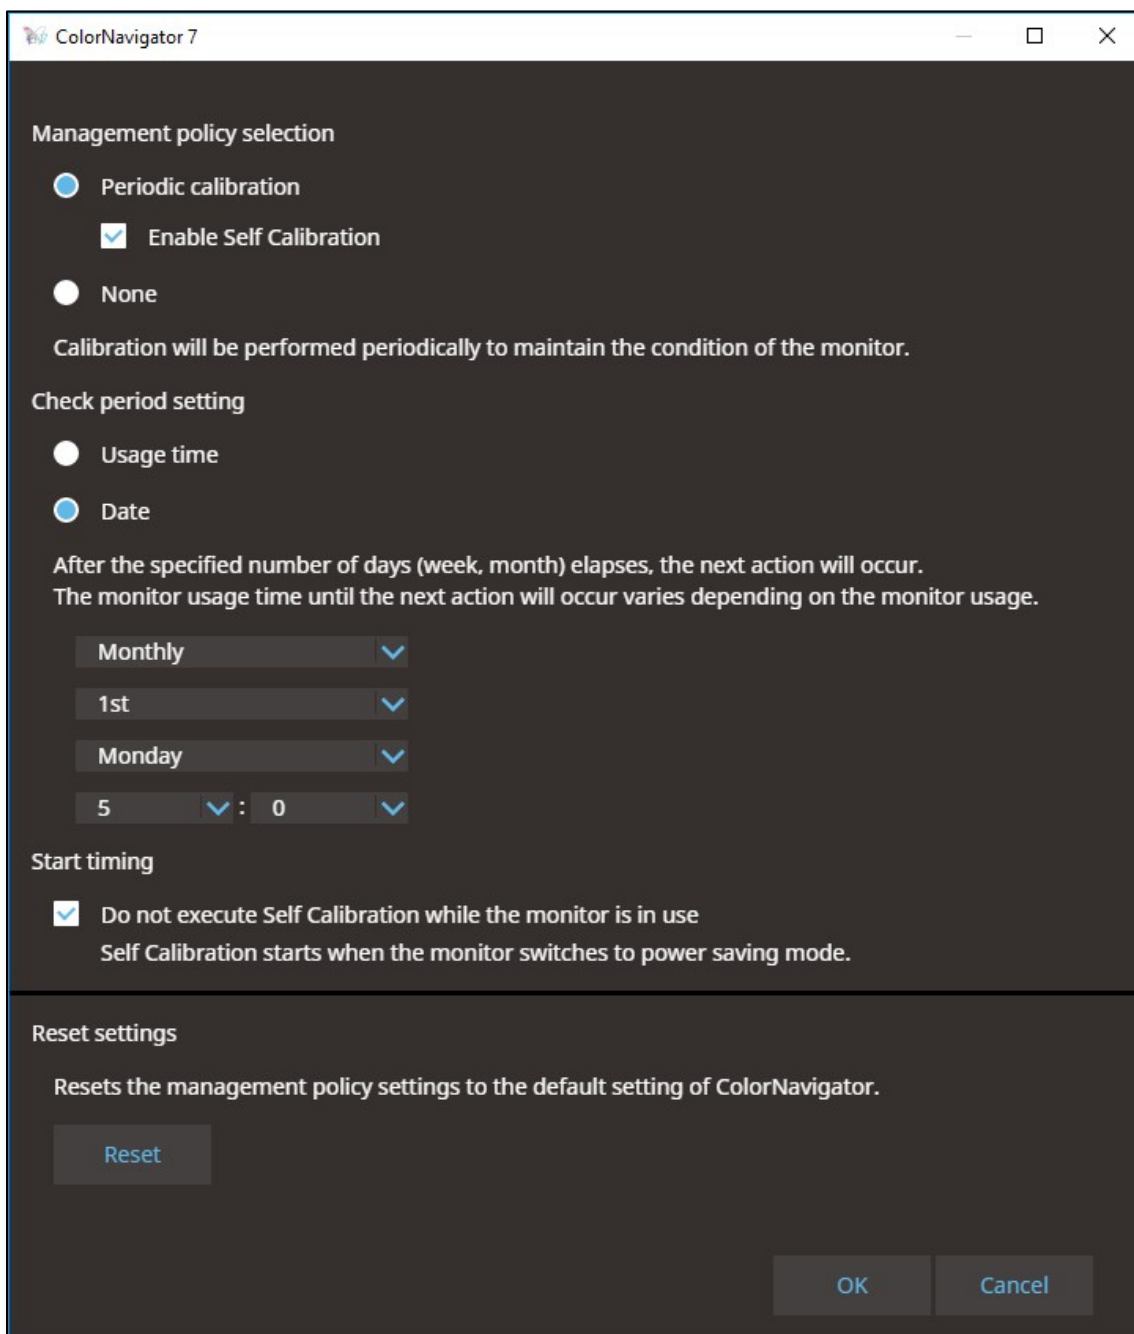 ColorNavigator 7
Management policy selection
Periodic calibration
Enable Self Calibration
None
Calibration will be performed periodically to maintain the condition of the monitor.
Check period setting
Usage time
Date
After the specified number of days (week, month) elapses, the next action will occur.
The monitor usage time until the next action will occur varies depending on the monitor usage.
Monthly
1st
Monday
5 : 0
Start timing
Do not execute Self Calibration while the monitor is in use
Self Calibration starts when the monitor switches to power saving mode.
Reset settings
Resets the management policy settings to the default setting of ColorNavigator.
Reset
OK Cancel